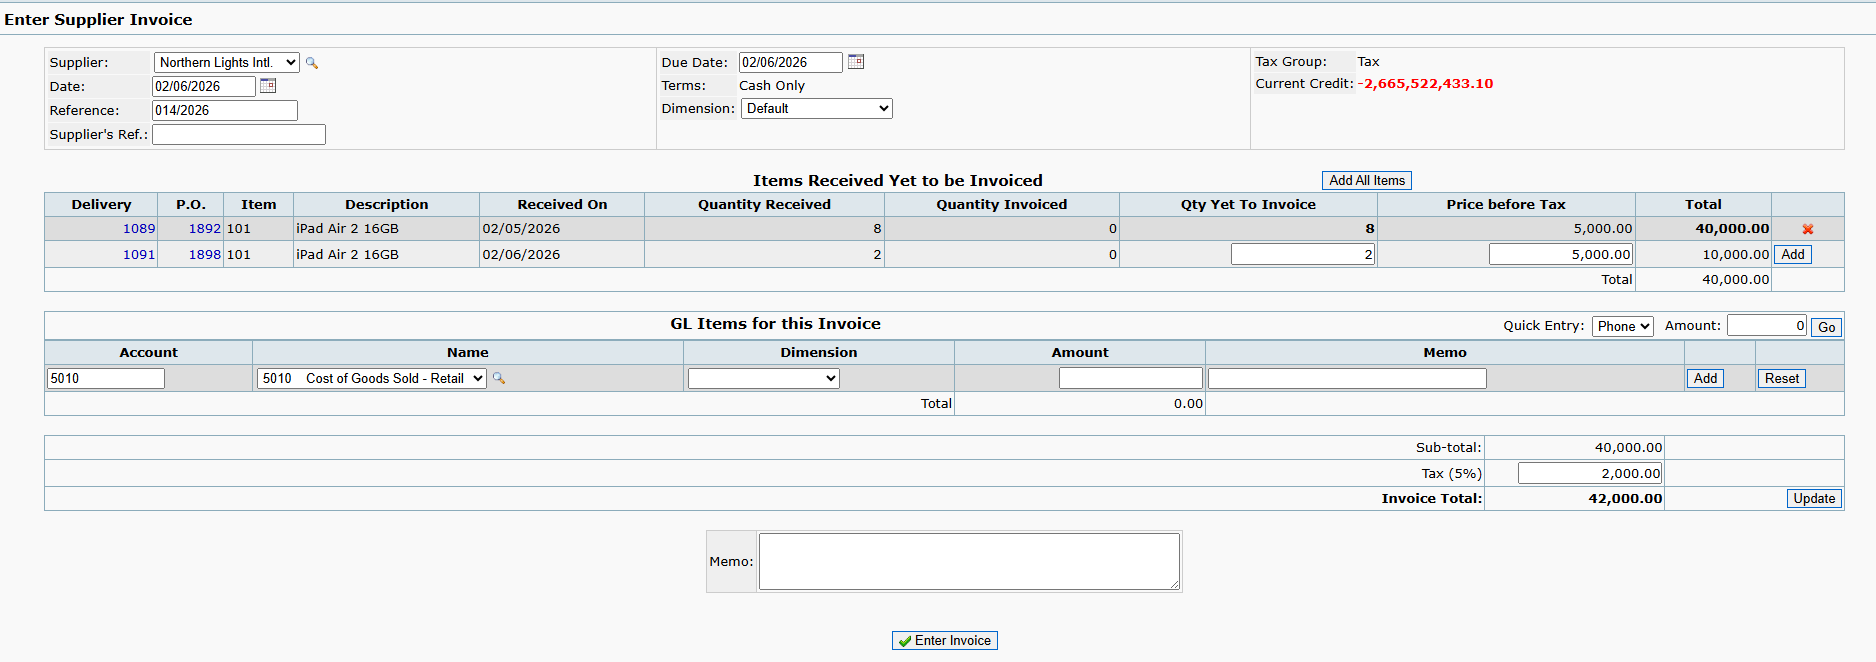 Enter Supplier Invoice
Supplier: Northern Lights Intl.
Date: 02/06/2026
Reference: 014/2026
Supplier's Ref.:
Due Date: 02/06/2026
Terms: Cash Only
Dimension: Default
Tax Group: Tax
Current Credit: -2,665,522,433.10
Items Received Yet to be Invoiced Add All Items
Delivery P.O. Item Description Received On Quantity Received Quantity Invoiced Qty Yet To Invoice Price before Tax Total
1089 1892 101 iPad Air 2 16GB 02/05/2026 8 0 8 5,000.00 40,000.00
1091 1898 101 iPad Air 2 16GB 02/06/2026 2 0 2 5,000.00 10,000.00 Add
Total 40,000.00
GL Items for this Invoice Quick Entry: Phone Amount: 0 Go
Account Name Dimension Amount Memo
5010 5010 Cost of Goods Sold - Retail Add Reset
Total 0.00
Sub-total: 40,000.00
Tax (5%) 2,000.00
Invoice Total: 42,000.00 Update
Memo:
Enter Invoice